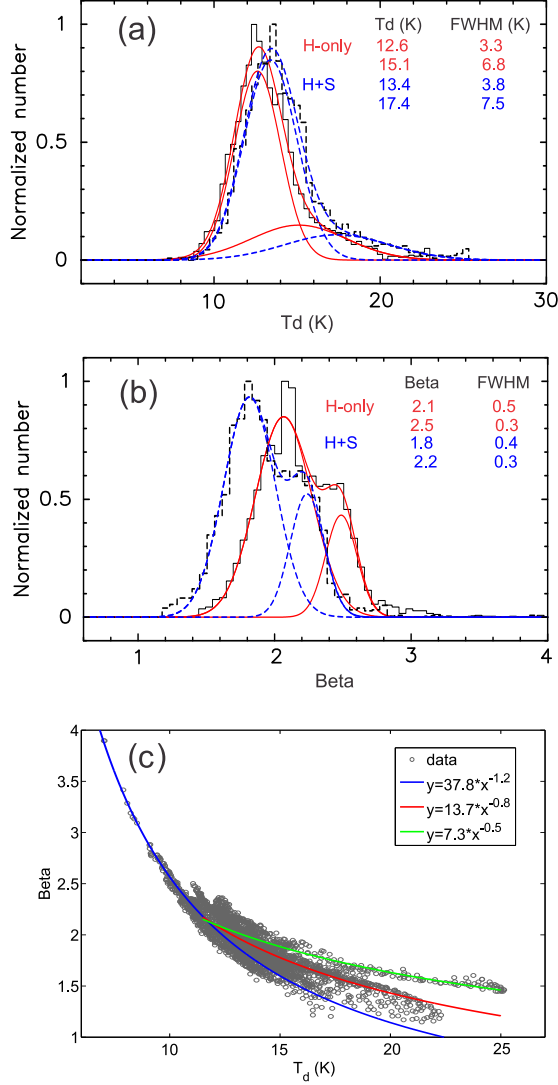 (a)
Td (K) FWHM (K)
H-only 12.6 3.3
15.1 6.8
H+S 13.4 3.8
17.4 7.5
Normalized number
1
0.5
0
10 20 30
Td (K)
(b)
Beta FWHM
H-only 2.1 0.5
2.5 0.3
H+S 1.8 0.4
2.2 0.3
Normalized number
1
0.5
0
1 2 3 4
Beta
(c)
data
y=37.8*x^-1.2
y=13.7*x^-0.8
y=7.3*x^-0.5
Beta
4
3.5
3
2.5
2
1.5
1
10 15 20 25
T_d (K)